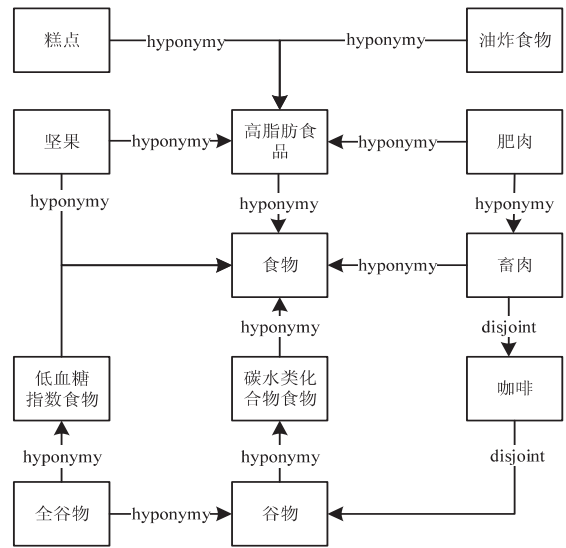 糕点
hyponymy
hyponymy
油炸食物
坚果
hyponymy
高脂肪食
品
hyponymy
肥肉
hyponymy
hyponymy
hyponymy
食物
hyponymy
畜肉
hyponymy
disjoint
低血糖
指数食物
碳水类化
合物食物
咖啡
hyponymy
hyponymy
disjoint
全谷物
hyponymy
谷物